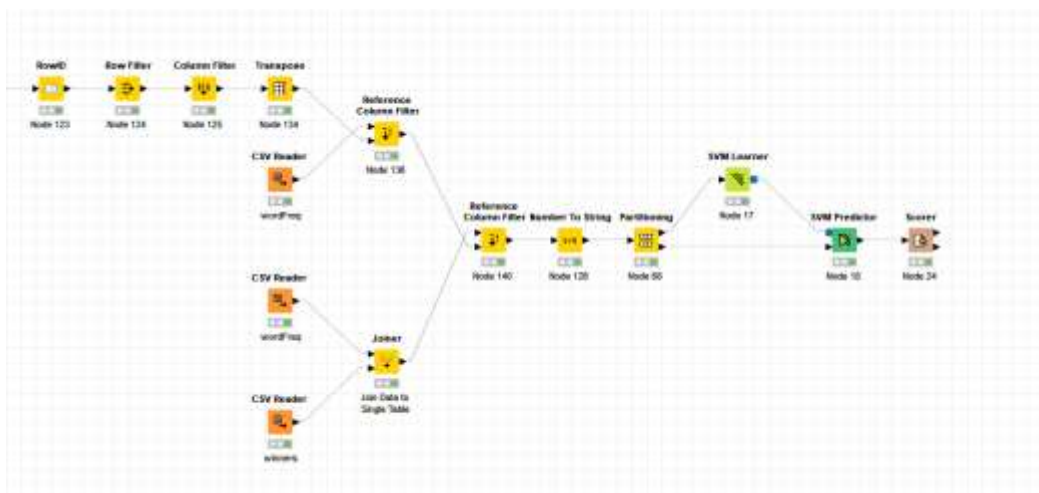 RowID
Row Filter
Column Filter
Transpose
Node 123
Node 124
Node 125
Node 134
Reference
Column Filter
Node 136
CSV Reader
wordFreq
SVM Learner
Node 17
Reference
Column Filter
Number To String
Partitioning
SVM Predictor
Scorer
Node 140
Node 128
Node 68
Node 18
Node 24
CSV Reader
wordFreq
Joiner
Join Data to
Single Table
CSV Reader
winners